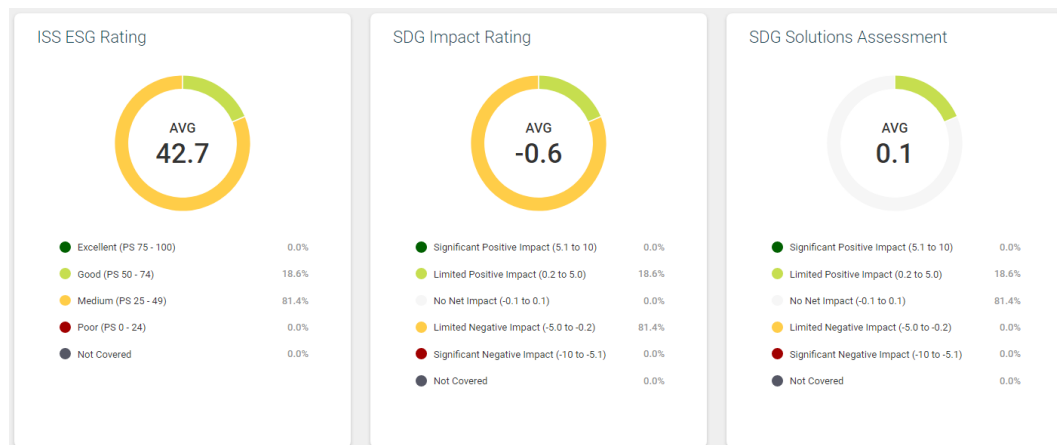 ISS ESG Rating
AVG
42.7
Excellent (PS 75 - 100) 0.0%
Good (PS 50 - 74) 18.6%
Medium (PS 25 - 49) 81.4%
Poor (PS 0 - 24) 0.0%
Not Covered 0.0%
SDG Impact Rating
AVG
-0.6
Significant Positive Impact (5.1 to 10) 0.0%
Limited Positive Impact (0.2 to 5.0) 18.6%
No Net Impact (-0.1 to 0.1) 0.0%
Limited Negative Impact (-5.0 to -0.2) 81.4%
Significant Negative Impact (-10 to -5.1) 0.0%
Not Covered 0.0%
SDG Solutions Assessment
AVG
0.1
Significant Positive Impact (5.1 to 10) 0.0%
Limited Positive Impact (0.2 to 5.0) 18.6%
No Net Impact (-0.1 to 0.1) 81.4%
Limited Negative Impact (-5.0 to -0.2) 0.0%
Significant Negative Impact (-10 to -5.1) 0.0%
Not Covered 0.0%